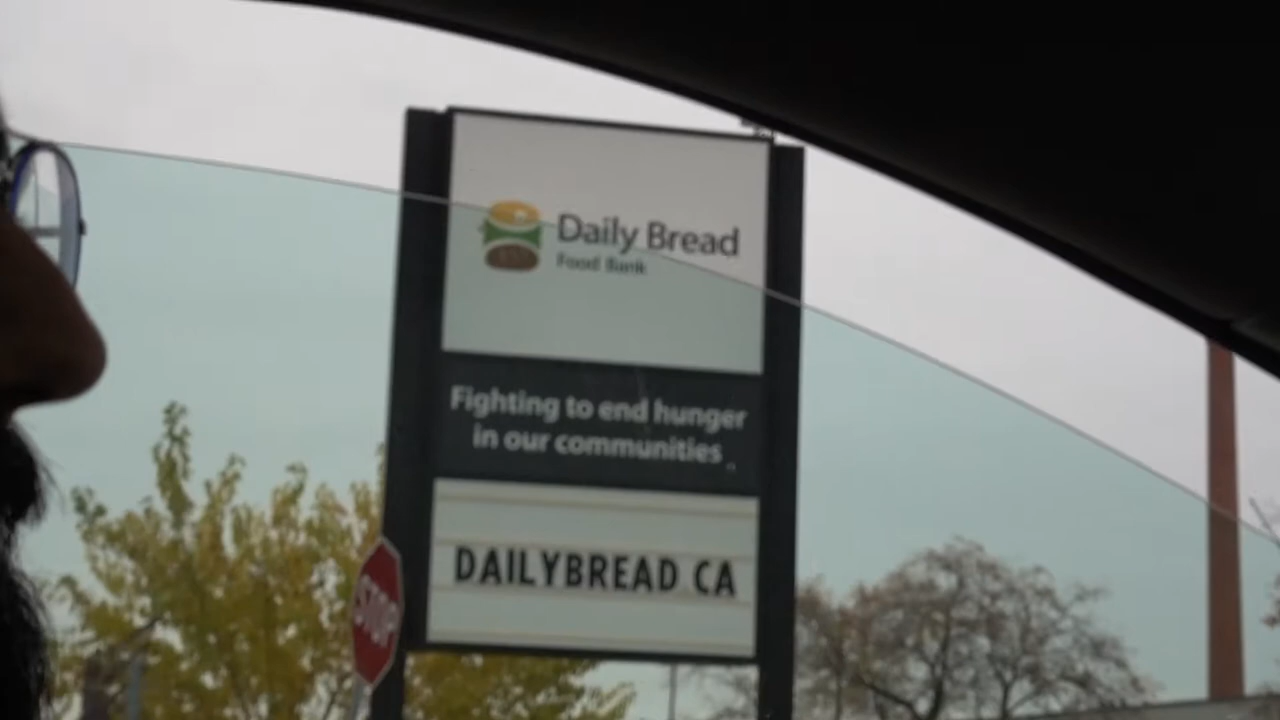 Daily Bread
Food Bank
Fighting to end hunger
in our communities
DAILYBREAD CA
STOP